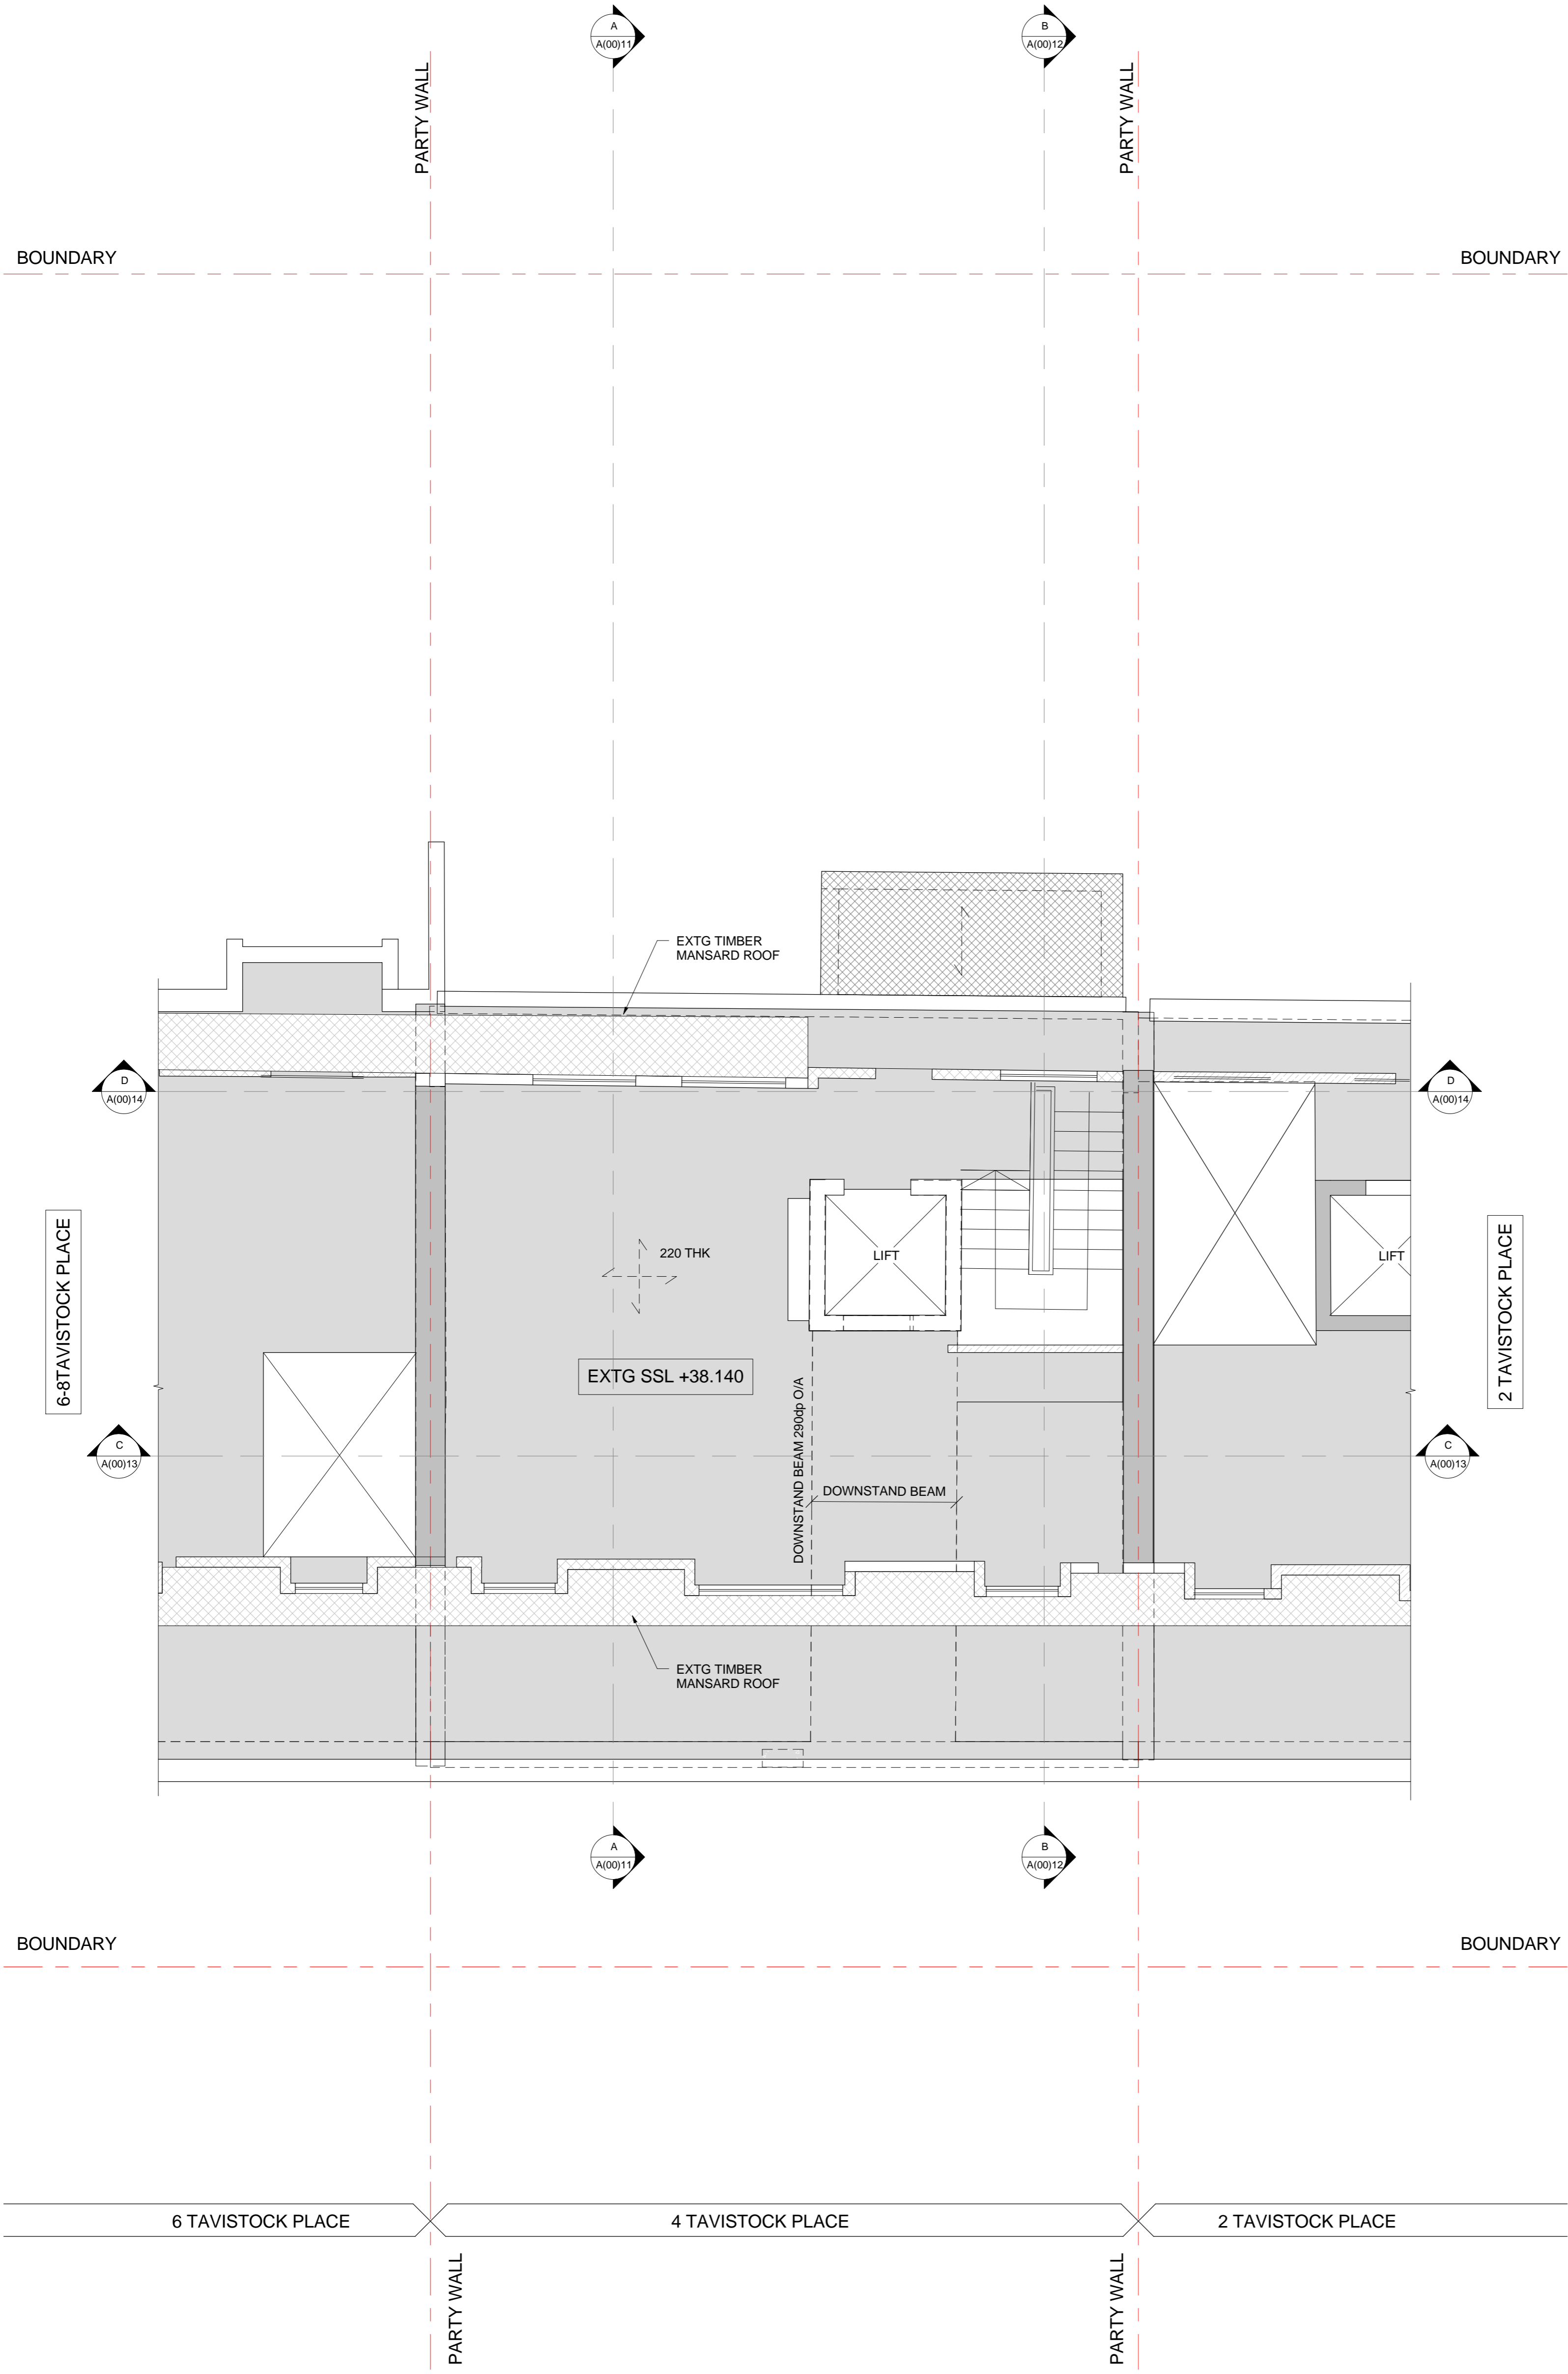 A
A(00)11
B
A(00)12
PARTY WALL
PARTY WALL
BOUNDARY
BOUNDARY
EXTG TIMBER
MANSARD ROOF
D
A(00)14
D
A(00)14
6-8TAVISTOCK PLACE
220 THK
LIFT
LIFT
2 TAVISTOCK PLACE
EXTG SSL +38.140
DOWNSTAND BEAM 290dp O/A
C
A(00)13
C
A(00)13
DOWNSTAND BEAM
EXTG TIMBER
MANSARD ROOF
A
A(00)11
B
A(00)12
BOUNDARY
BOUNDARY
6 TAVISTOCK PLACE
4 TAVISTOCK PLACE
2 TAVISTOCK PLACE
PARTY WALL
PARTY WALL